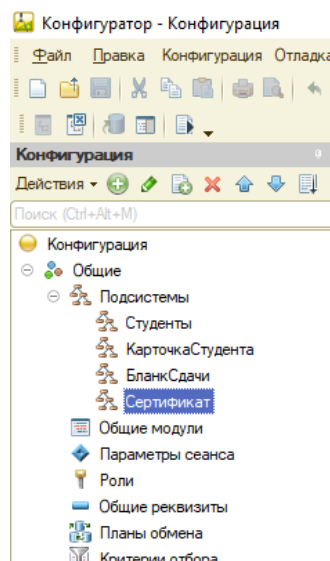 Конфигуратор - Конфигурация
Файл Правка Конфигурация Отладка
Конфигурация
Действия
Поиск (Ctrl+Alt+M)
Конфигурация
Общие
Подсистемы
Студенты
КарточкаСтудента
БланкСдачи
Сертификат
Общие модули
Параметры сеанса
Роли
Общие реквизиты
Планы обмена
Критерии отбора